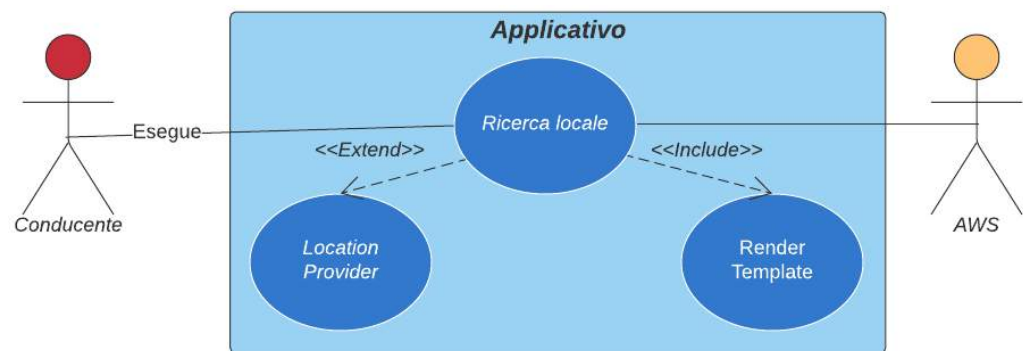 Applicativo
Esegue
Ricerca locale
<<Extend>>
<<Include>>
Conducente
Location
Provider
Render
Template
AWS